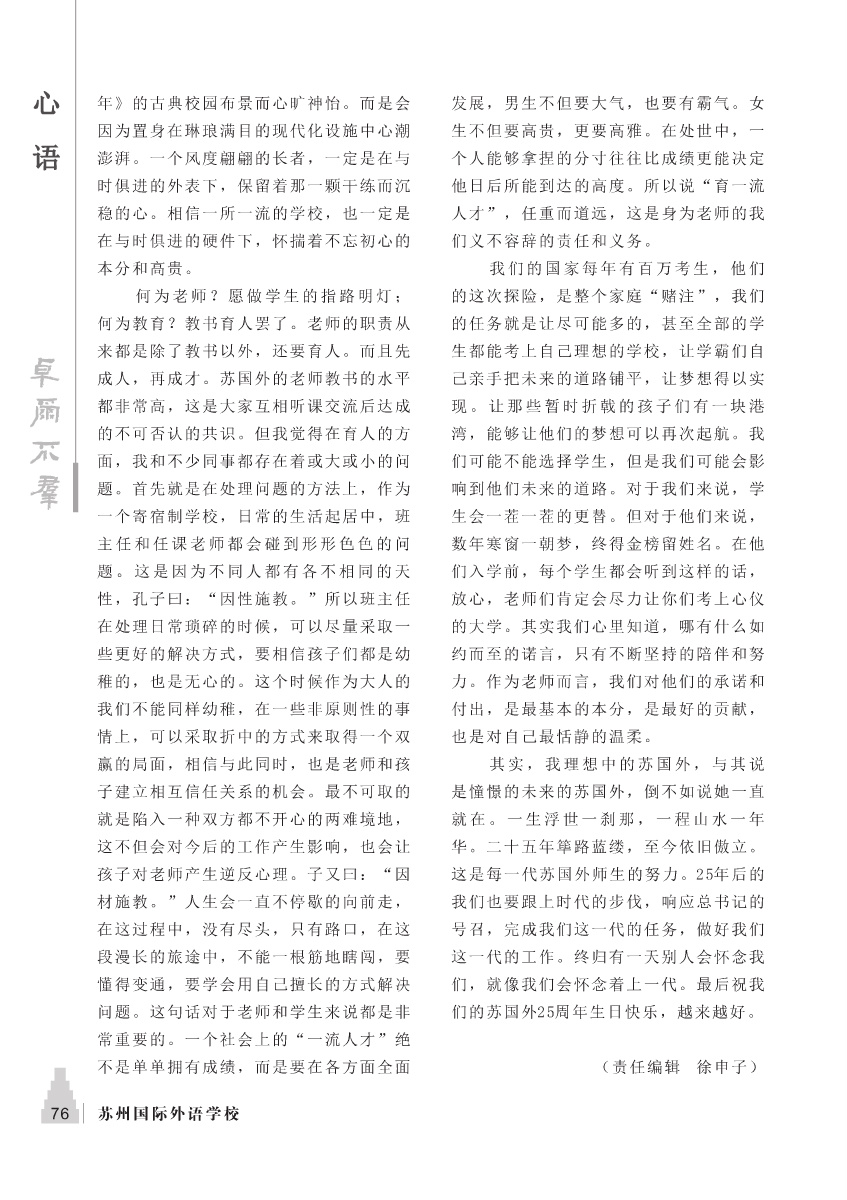 心
语
卓
爾
不
羣
年》的古典校园布景而心旷神怡。而是会
因为置身在琳琅满目的现代化设施中心潮
澎湃。一个风度翩翩的长者，一定是在与
时俱进的外表下，保留着那一颗干练而沉
稳的心。相信一所一流的学校，也一定是
在与时俱进的硬件下，怀揣着不忘初心的
本分和高贵。
何为老师？愿做学生的指路明灯；
何为教育？教书育人罢了。老师的职责从
来都是除了教书以外，还要育人。而且先
成人，再成才。苏国外的老师教书的水平
都非常高，这是大家互相听课交流后达成
的不可否认的共识。但我觉得在育人的方
面，我和不少同事都存在着或大或小的问
题。首先就是在处理问题的方法上，作为
一个寄宿制学校，日常的生活起居中，班
主任和任课老师都会碰到形形色色的问
题。这是因为不同人都有各不相同的天
性，孔子曰：“因性施教。”所以班主任
在处理日常琐碎的时候，可以尽量采取一
些更好的解决方式，要相信孩子们都是幼
稚的，也是无心的。这个时候作为大人的
我们不能同样幼稚，在一些非原则性的事
情上，可以采取折中的方式来取得一个双
赢的局面，相信与此同时，也是老师和孩
子建立相互信任关系的机会。最不可取的
就是陷入一种双方都不开心的两难境地，
这不但会对今后的工作产生影响，也会让
孩子对老师产生逆反心理。子又曰：“因
材施教。”人生会一直不停歇的向前走，
在这过程中，没有尽头，只有路口，在这
段漫长的旅途中，不能一根筋地瞎闯，要
懂得变通，要学会用自己擅长的方式解决
问题。这句话对于老师和学生来说都是非
常重要的。一个社会上的“一流人才”绝
不是单单拥有成绩，而是要在各方面全面
发展，男生不但要大气，也要有霸气。女
生不但要高贵，更要高雅。在处世中，一
个人能够拿捏的分寸往往比成绩更能决定
他日后所能到达的高度。所以说“育一流
人才”，任重而道远，这是身为老师的我
们义不容辞的责任和义务。
我们的国家每年有百万考生，他们
的这次探险，是整个家庭“赌注”，我们
的任务就是让尽可能多的，甚至全部的学
生都能考上自己理想的学校，让学霸们自
己亲手把未来的道路铺平，让梦想得以实
现。让那些暂时折戟的孩子们有一块港
湾，能够让他们的梦想可以再次起航。我
们可能不能选择学生，但是我们可能会影
响到他们未来的道路。对于我们来说，学
生会一茬一茬的更替。但对于他们来说，
数年寒窗一朝梦，终得金榜留姓名。在他
们入学前，每个学生都会听到这样的话，
放心，老师们肯定会尽力让你们考上心仪
的大学。其实我们心里知道，哪有什么如
约而至的诺言，只有不断坚持的陪伴和努
力。作为老师而言，我们对他们的承诺和
付出，是最基本的本分，是最好的贡献，
也是对自己最恬静的温柔。
其实，我理想中的苏国外，与其说
是憧憬的未来的苏国外，倒不如说她一直
就在。一生浮世一刹那，一程山水一年
华。二十五年筚路蓝缕，至今依旧傲立。
这是每一代苏国外师生的努力。25年后的
我们也要跟上时代的步伐，响应总书记的
号召，完成我们这一代的任务，做好我们
这一代的工作。终归有一天别人会怀念我
们，就像我们会怀念着上一代。最后祝我
们的苏国外25周年生日快乐，越来越好。
（责任编辑　徐申子）
76
苏州国际外语学校